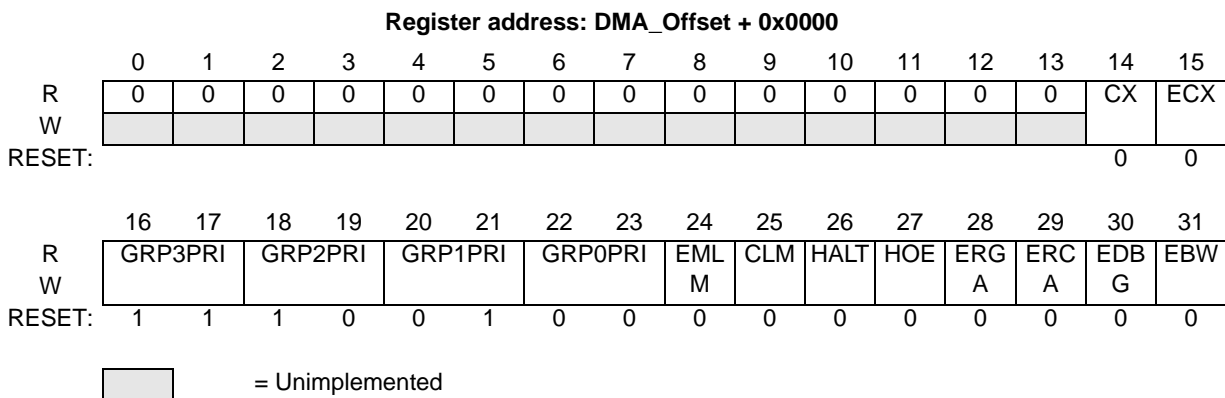 Register address: DMA_Offset + 0x0000
0 1 2 3 4 5 6 7 8 9 10 11 12 13 14 15
R 0 0 0 0 0 0 0 0 0 0 0 0 0 0 CX ECX
W
RESET: 0 0
16 17 18 19 20 21 22 23 24 25 26 27 28 29 30 31
R GRP3PRI GRP2PRI GRP1PRI GRP0PRI EML CLM HALT HOE ERG ERC EDB EBW
W M A A G
RESET: 1 1 1 0 0 1 0 0 0 0 0 0 0 0 0 0
= Unimplemented